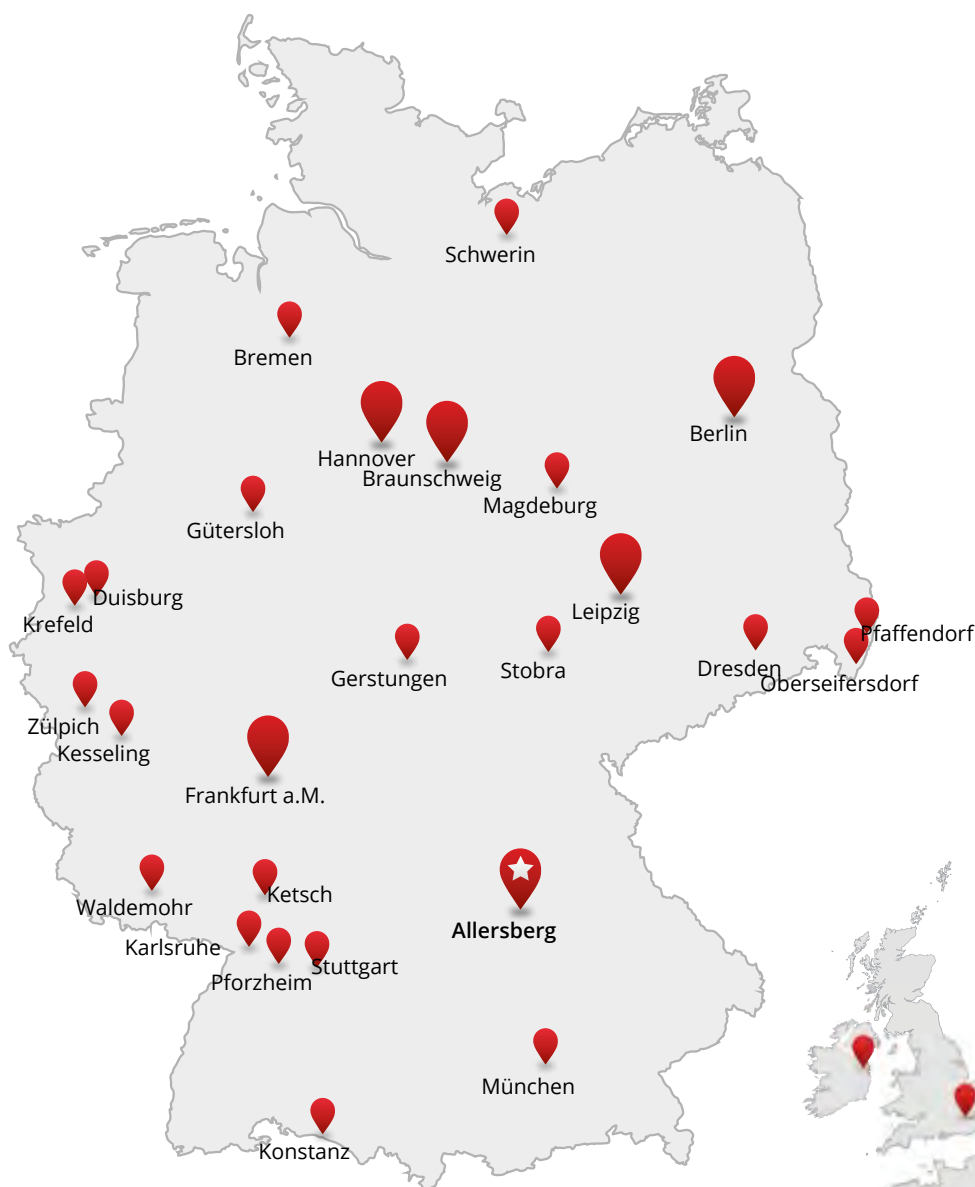 Schwerin
Bremen
Berlin
Hannover
Braunschweig
Magdeburg
Gütersloh
Duisburg
Leipzig
Krefeld
Pfaffendorf
Stobra
Dresden
Gerstungen
Oberseifersdorf
Zülpich
Kesseling
Frankfurt a.M.
Ketsch
Waldemohr
Allersberg
Karlsruhe
Stuttgart
Pforzheim
München
Konstanz